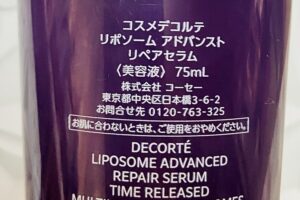 コスメデコルテ
リポソーム アドバンスト
リペアセラム
〈美容液〉 75mL
株式会社 コーセー
東京都中央区日本橋3-6-2
お問合せ先 0120-763-325
お肌に合わないときは、ご使用をおやめください。
DECORTÉ
LIPOSOME ADVANCED
REPAIR SERUM
TIME RELEASED